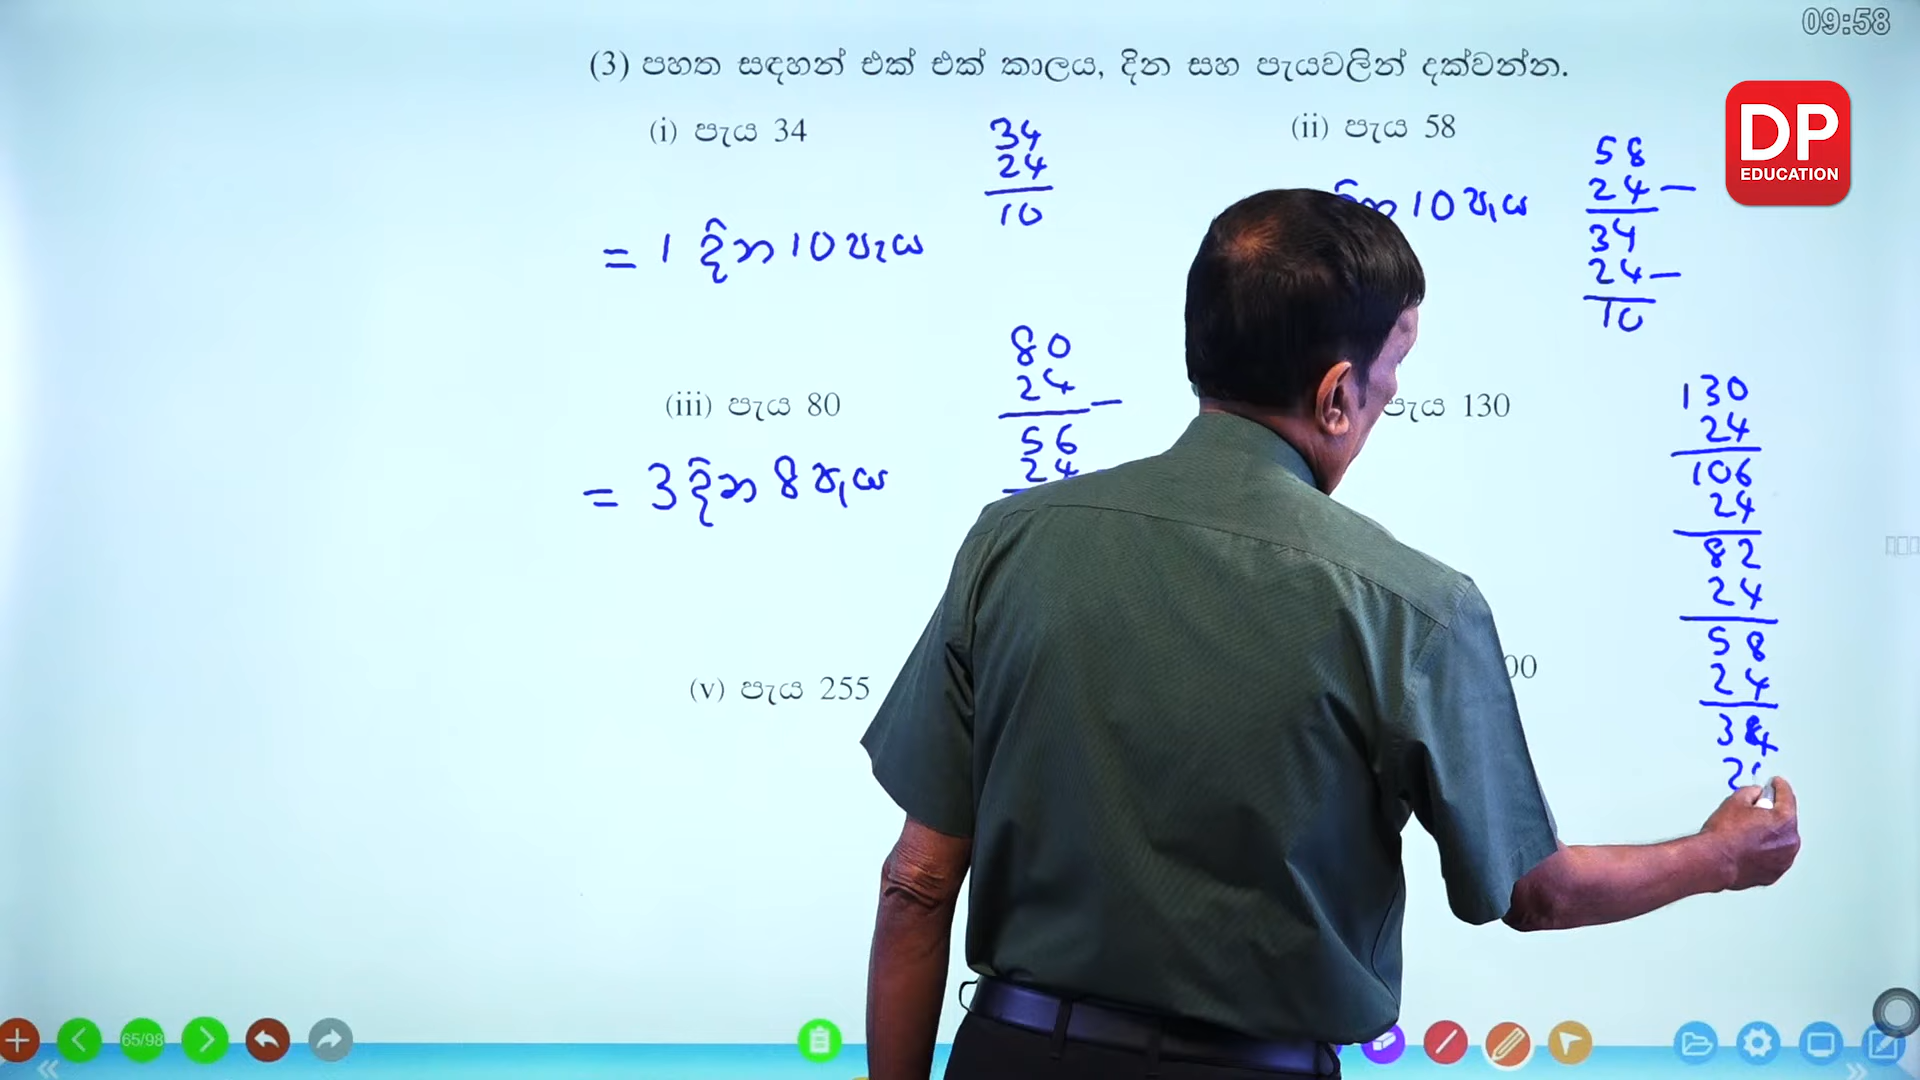 09:58
(3) පහත සඳහන් එක් එක් කාලය, දින සහ පැයවලින් දක්වන්න.
DP
EDUCATION
(i) පැය 34
34
24
10
= 1 දින 10 පැය
(ii) පැය 58
10 පැය
58
24 –
34
24 –
10
(iii) පැය 80
80
24 –
56
24
= 3 දින 8 පැය
පැය 130
130
24
106
24
82
24
58
24
34
2
(v) පැය 255
00
65/98